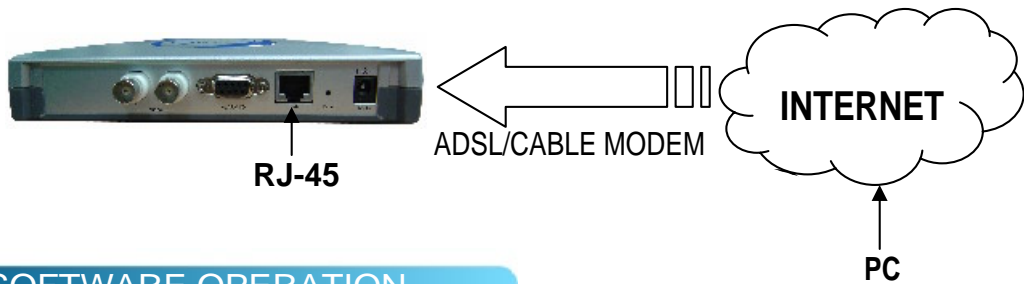 INTERNET
ADSL/CABLE MODEM
RJ-45
PC
SOFTWARE OPERATION